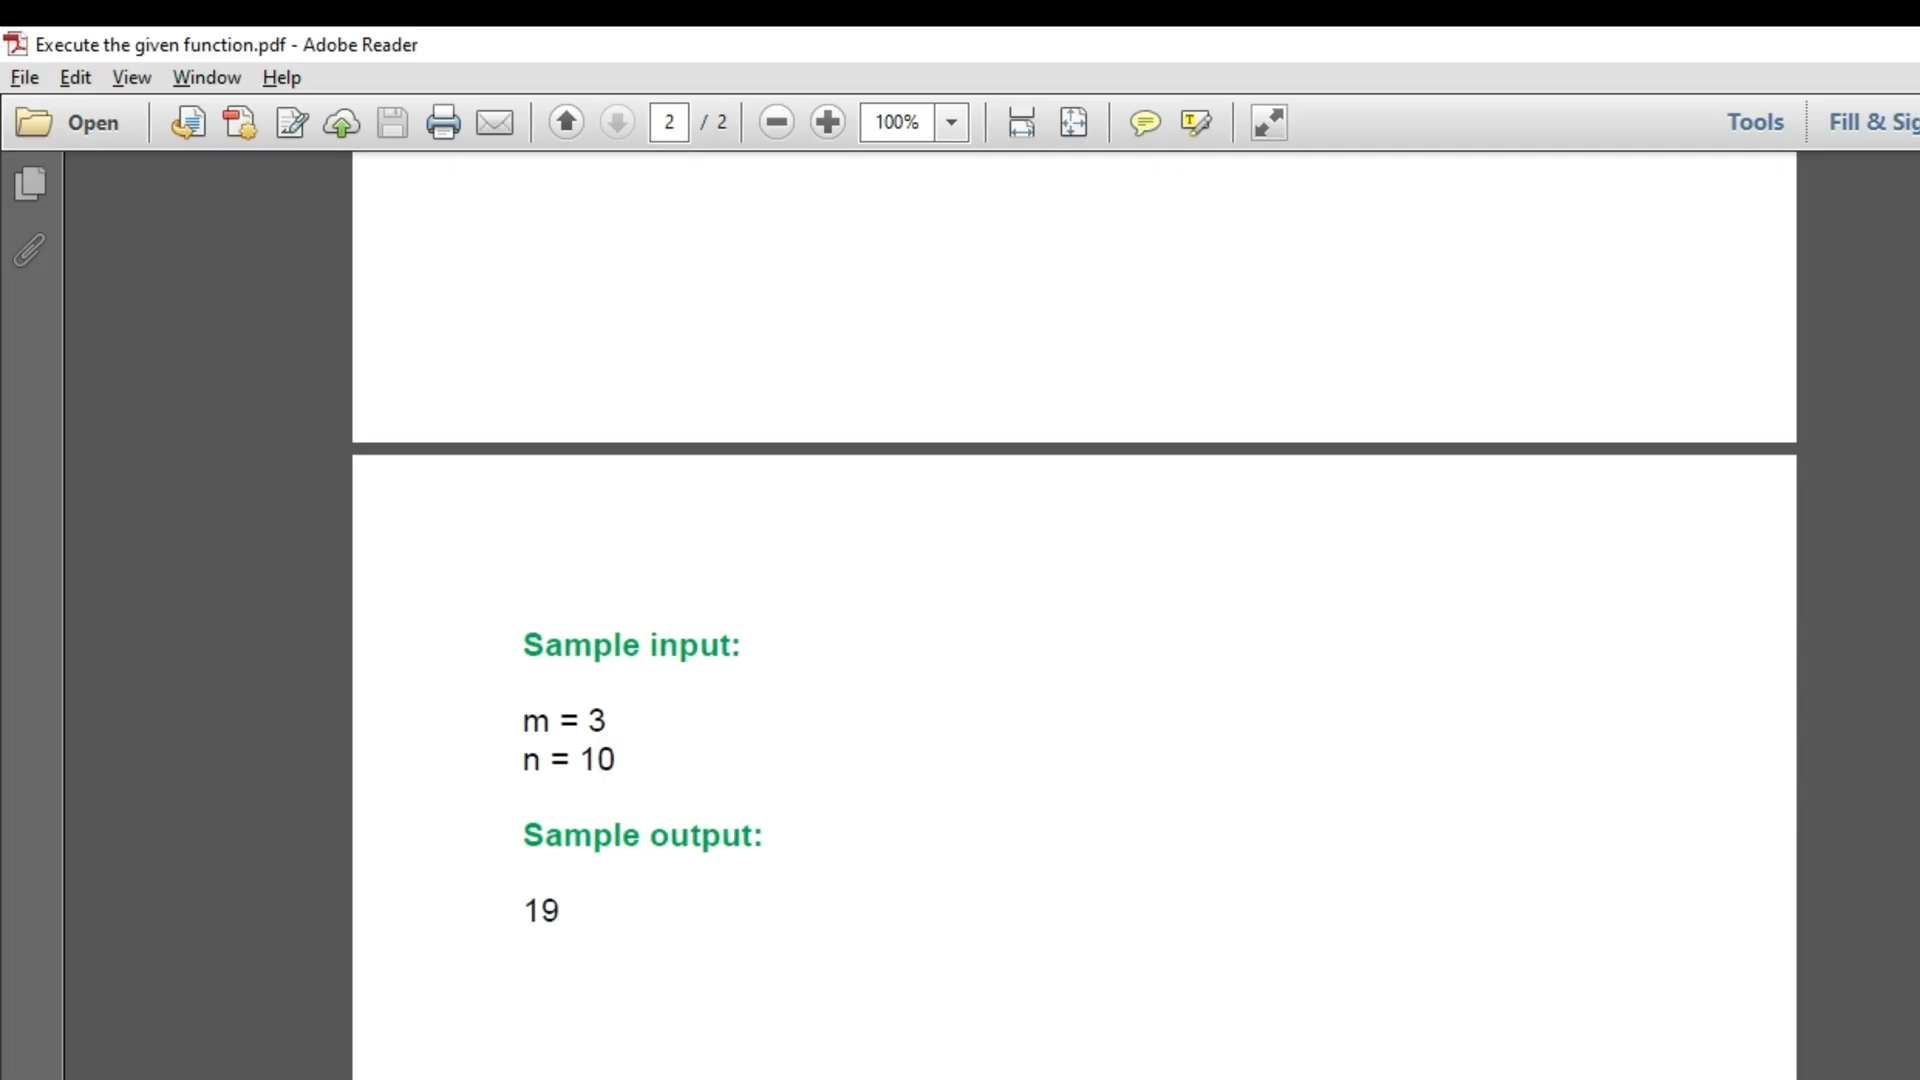 Execute the given function.pdf - Adobe Reader
File Edit View Window Help
Open 2 / 2 100% Tools Fill & Sig
Sample input:
m = 3
n = 10
Sample output:
19